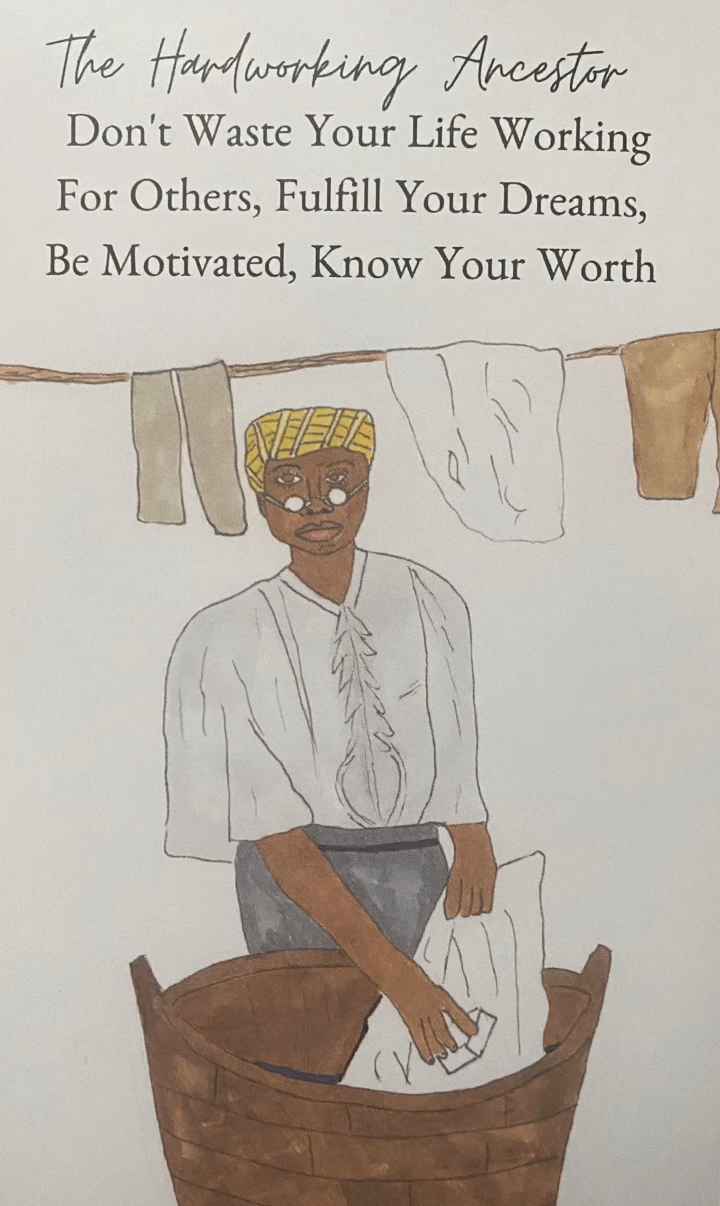 The Hardworking Ancestor
Don't Waste Your Life Working
For Others, Fulfill Your Dreams,
Be Motivated, Know Your Worth